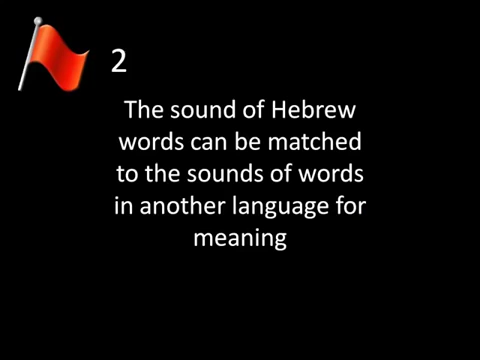 2
The sound of Hebrew
words can be matched
to the sounds of words
in another language for
meaning